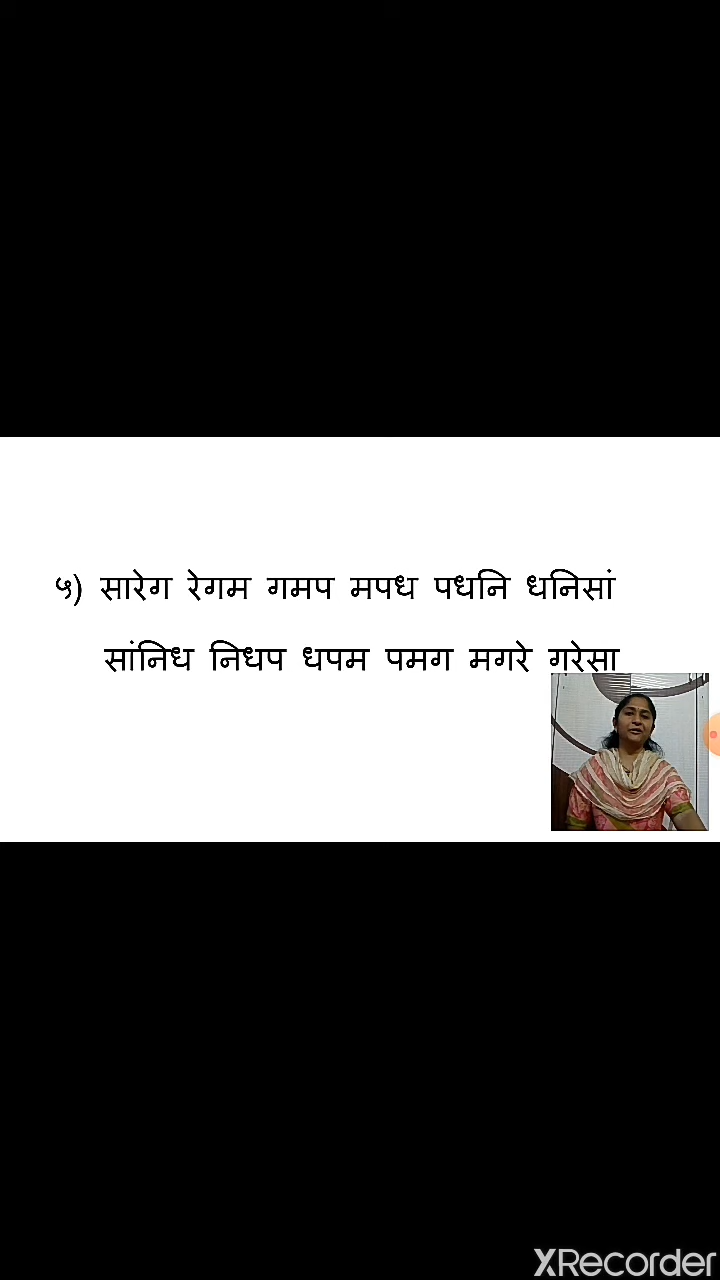 ५) सारेग रेगम गमप मपध पधनि धनिसां
सांनिध निधप धपम पमग मगरे गरेसा
XRecorder